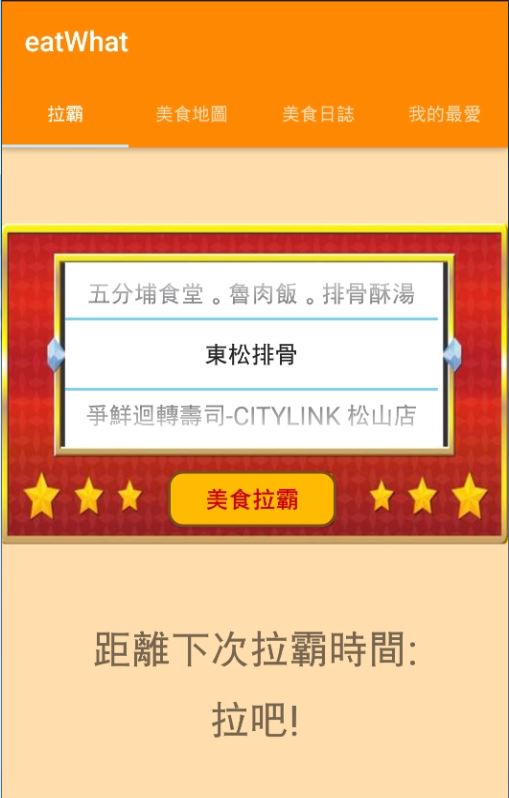 eatWhat
拉霸 美食地圖 美食日誌 我的最愛
五分埔食堂。魯肉飯。排骨酥湯
東松排骨
爭鮮迴轉壽司-CITYLINK 松山店
美食拉霸
距離下次拉霸時間:
拉吧!